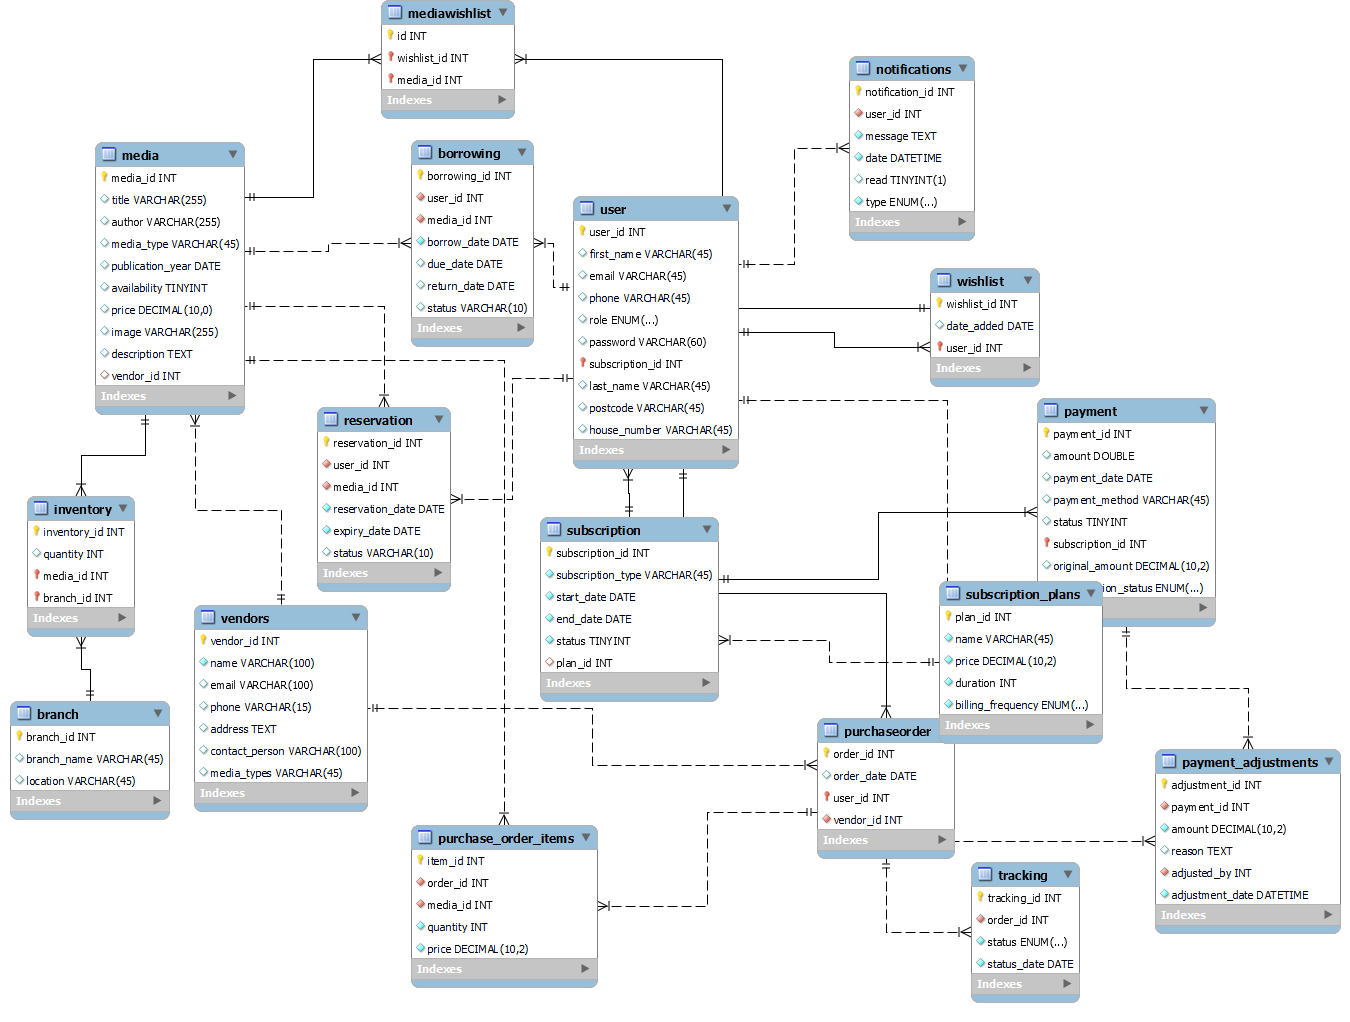 mediawishlist
id INT
wishlist_id INT
media_id INT
Indexes
notifications
notification_id INT
user_id INT
message TEXT
date DATETIME
read TINYINT(1)
type ENUM(...)
Indexes
media
media_id INT
title VARCHAR(255)
author VARCHAR(255)
media_type VARCHAR(45)
publication_year DATE
availability TINYINT
price DECIMAL(10,0)
image VARCHAR(255)
description TEXT
vendor_id INT
Indexes
borrowing
borrowing_id INT
user_id INT
media_id INT
borrow_date DATE
due_date DATE
return_date DATE
status VARCHAR(10)
Indexes
user
user_id INT
first_name VARCHAR(45)
email VARCHAR(45)
phone VARCHAR(45)
role ENUM(...)
password VARCHAR(60)
subscription_id INT
last_name VARCHAR(45)
postcode VARCHAR(45)
house_number VARCHAR(45)
Indexes
wishlist
wishlist_id INT
date_added DATE
user_id INT
Indexes
reservation
reservation_id INT
user_id INT
media_id INT
reservation_date DATE
expiry_date DATE
status VARCHAR(10)
Indexes
payment
payment_id INT
amount DOUBLE
payment_date DATE
payment_method VARCHAR(45)
status TINYINT
subscription_id INT
original_amount DECIMAL(10,2)
ion_status ENUM(...)
inventory
inventory_id INT
quantity INT
media_id INT
branch_id INT
Indexes
subscription
subscription_id INT
subscription_type VARCHAR(45)
start_date DATE
end_date DATE
status TINYINT
plan_id INT
Indexes
subscription_plans
plan_id INT
name VARCHAR(45)
price DECIMAL(10,2)
duration INT
billing_frequency ENUM(...)
Indexes
vendors
vendor_id INT
name VARCHAR(100)
email VARCHAR(100)
phone VARCHAR(15)
address TEXT
contact_person VARCHAR(100)
media_types VARCHAR(45)
Indexes
branch
branch_id INT
branch_name VARCHAR(45)
location VARCHAR(45)
Indexes
purchaseorder
order_id INT
order_date DATE
user_id INT
vendor_id INT
Indexes
payment_adjustments
adjustment_id INT
payment_id INT
amount DECIMAL(10,2)
reason TEXT
adjusted_by INT
adjustment_date DATETIME
Indexes
purchase_order_items
item_id INT
order_id INT
media_id INT
quantity INT
price DECIMAL(10,2)
Indexes
tracking
tracking_id INT
order_id INT
status ENUM(...)
status_date DATE
Indexes